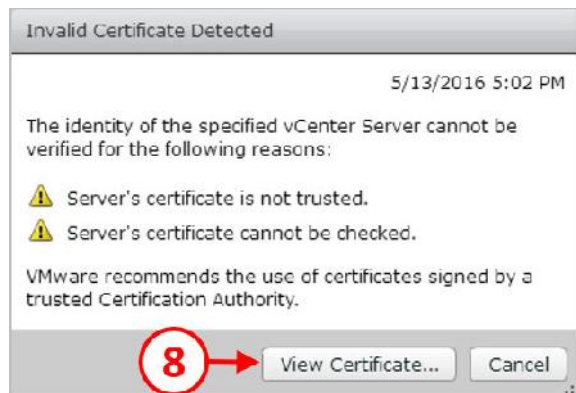 Invalid Certificate Detected
5/13/2016 5:02 PM
The identity of the specified vCenter Server cannot be
verified for the following reasons:
Server's certificate is not trusted.
Server's certificate cannot be checked.
VMware recommends the use of certificates signed by a
trusted Certification Authority.
8
View Certificate...
Cancel